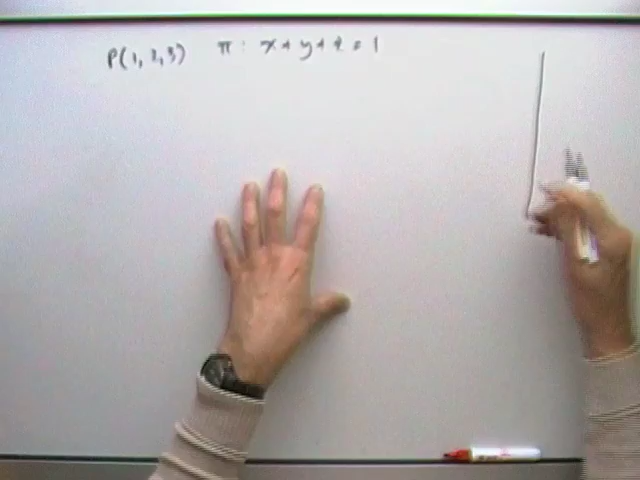 P(1, 2, 3) π : x + y + z = 1